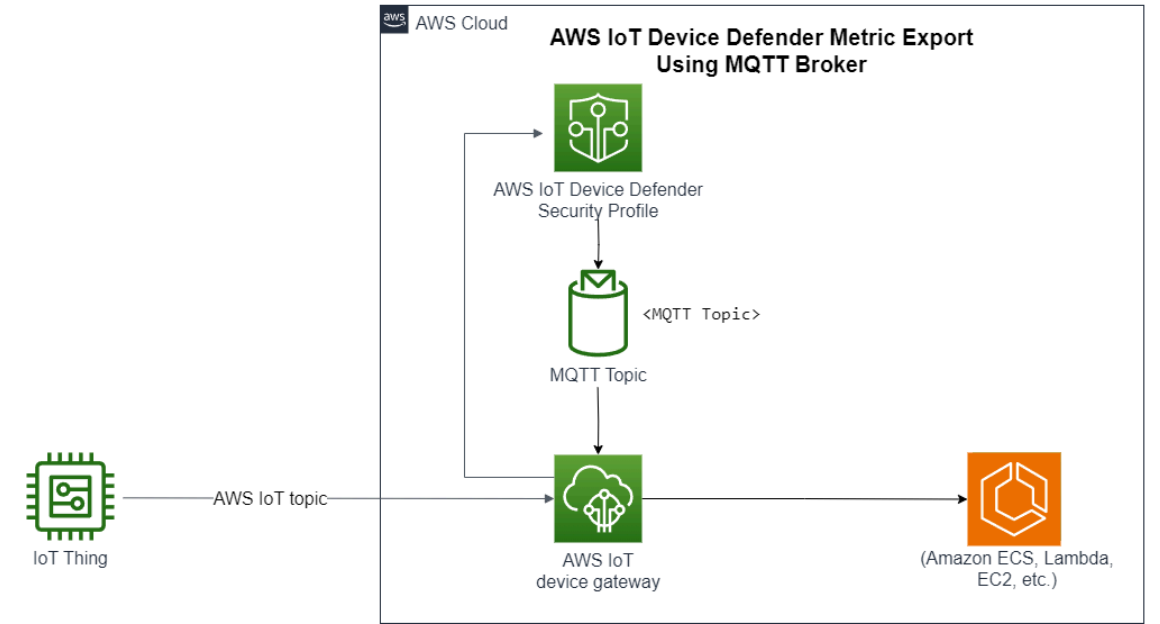 aws
AWS Cloud
AWS IoT Device Defender Metric Export
Using MQTT Broker
AWS IoT Device Defender
Security Profile
<MQTT Topic>
MQTT Topic
AWS IoT topic
IoT Thing
AWS IoT
device gateway
(Amazon ECS, Lambda,
EC2, etc.)